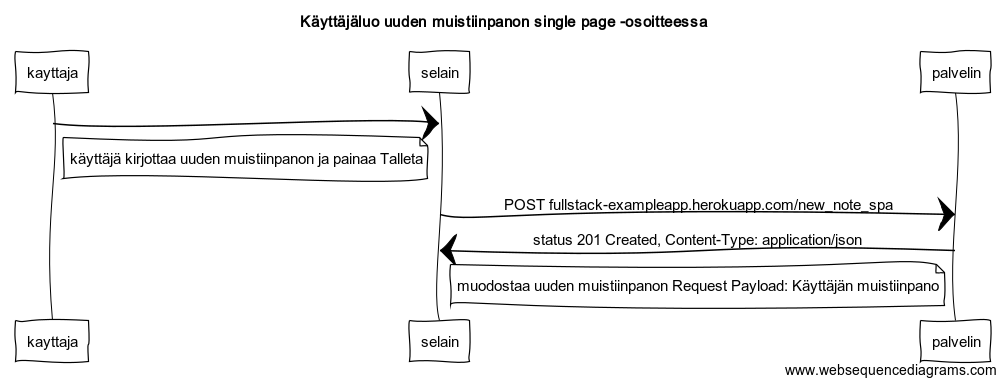 Käyttäjäluo uuden muistiinpanon single page -osoitteessa
kayttaja
selain
palvelin
käyttäjä kirjottaa uuden muistiinpanon ja painaa Talleta
POST fullstack-exampleapp.herokuapp.com/new_note_spa
status 201 Created, Content-Type: application/json
muodostaa uuden muistiinpanon Request Payload: Käyttäjän muistiinpano
kayttaja
selain
palvelin
www.websequencediagrams.com